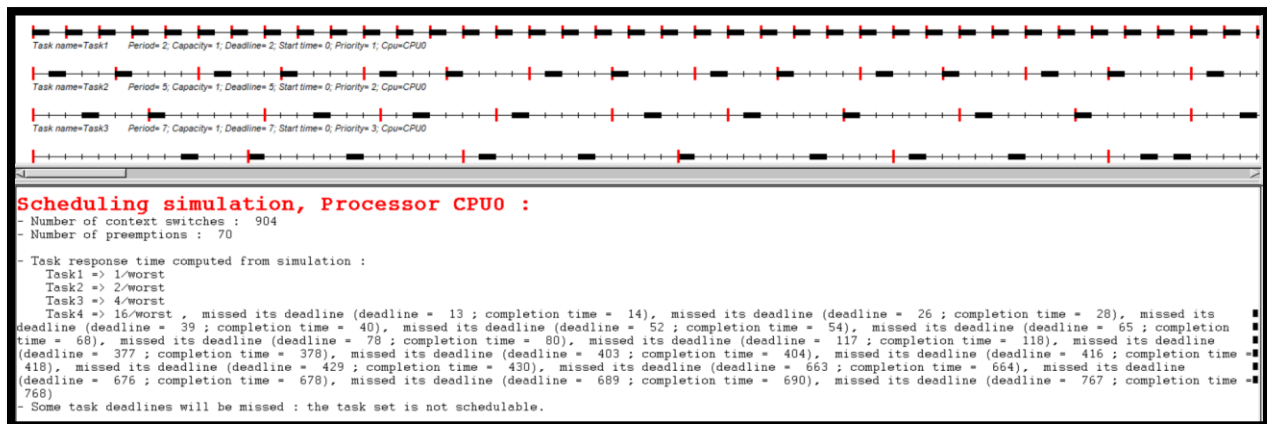 Task name=Task1 Period= 2; Capacity= 1; Deadline= 2; Start time= 0; Priority= 1; Cpu=CPU0
Task name=Task2 Period= 5; Capacity= 1; Deadline= 5; Start time= 0; Priority= 2; Cpu=CPU0
Task name=Task3 Period= 7; Capacity= 1; Deadline= 7; Start time= 0; Priority= 3; Cpu=CPU0
Scheduling simulation, Processor CPU0 :
- Number of context switches :  904
- Number of preemptions :  70
- Task response time computed from simulation :
Task1 => 1/worst
Task2 => 2/worst
Task3 => 4/worst
Task4 => 16/worst ,  missed its deadline (deadline =  13 ; completion time =  14),  missed its deadline (deadline =  26 ; completion time =  28),  missed its
deadline (deadline =  39 ; completion time =  40),  missed its deadline (deadline =  52 ; completion time =  54),  missed its deadline (deadline =  65 ; completion
time =  68),  missed its deadline (deadline =  78 ; completion time =  80),  missed its deadline (deadline =  117 ; completion time =  118),  missed its deadline
(deadline =  377 ; completion time =  378),  missed its deadline (deadline =  403 ; completion time =  404),  missed its deadline (deadline =  416 ; completion time =
418),  missed its deadline (deadline =  429 ; completion time =  430),  missed its deadline (deadline =  663 ; completion time =  664),  missed its deadline
(deadline =  676 ; completion time =  678),  missed its deadline (deadline =  689 ; completion time =  690),  missed its deadline (deadline =  767 ; completion time =
768)
- Some task deadlines will be missed : the task set is not schedulable.